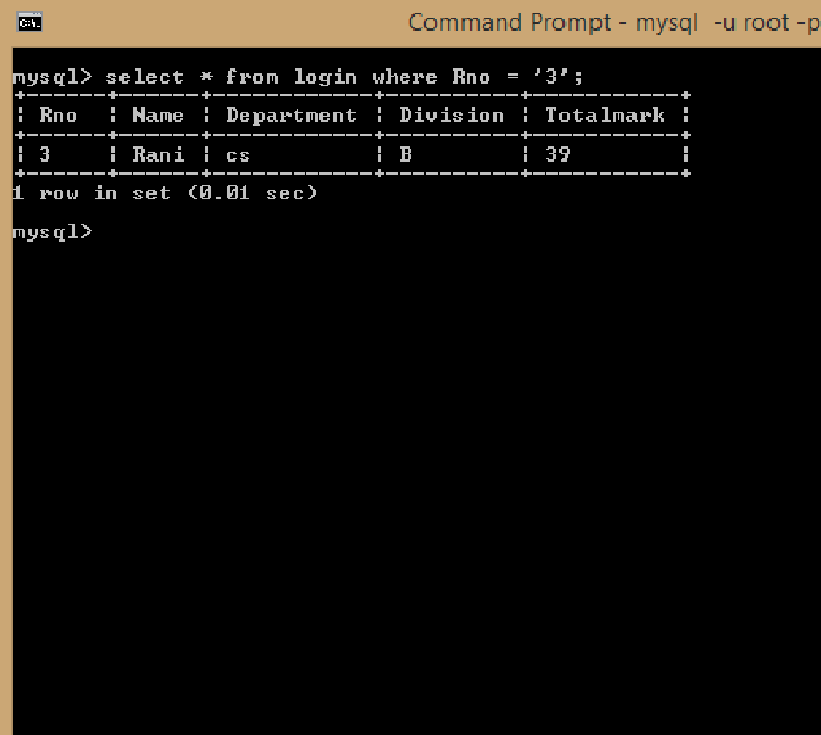 Command Prompt - mysql -u root -p
mysql> select * from login where Rno = '3';
+------+------+------------+----------+-----------+
| Rno | Name | Department | Division | Totalmark |
+------+------+------------+----------+-----------+
| 3 | Rani | cs | B | 39 |
+------+------+------------+----------+-----------+
1 row in set (0.01 sec)
mysql>